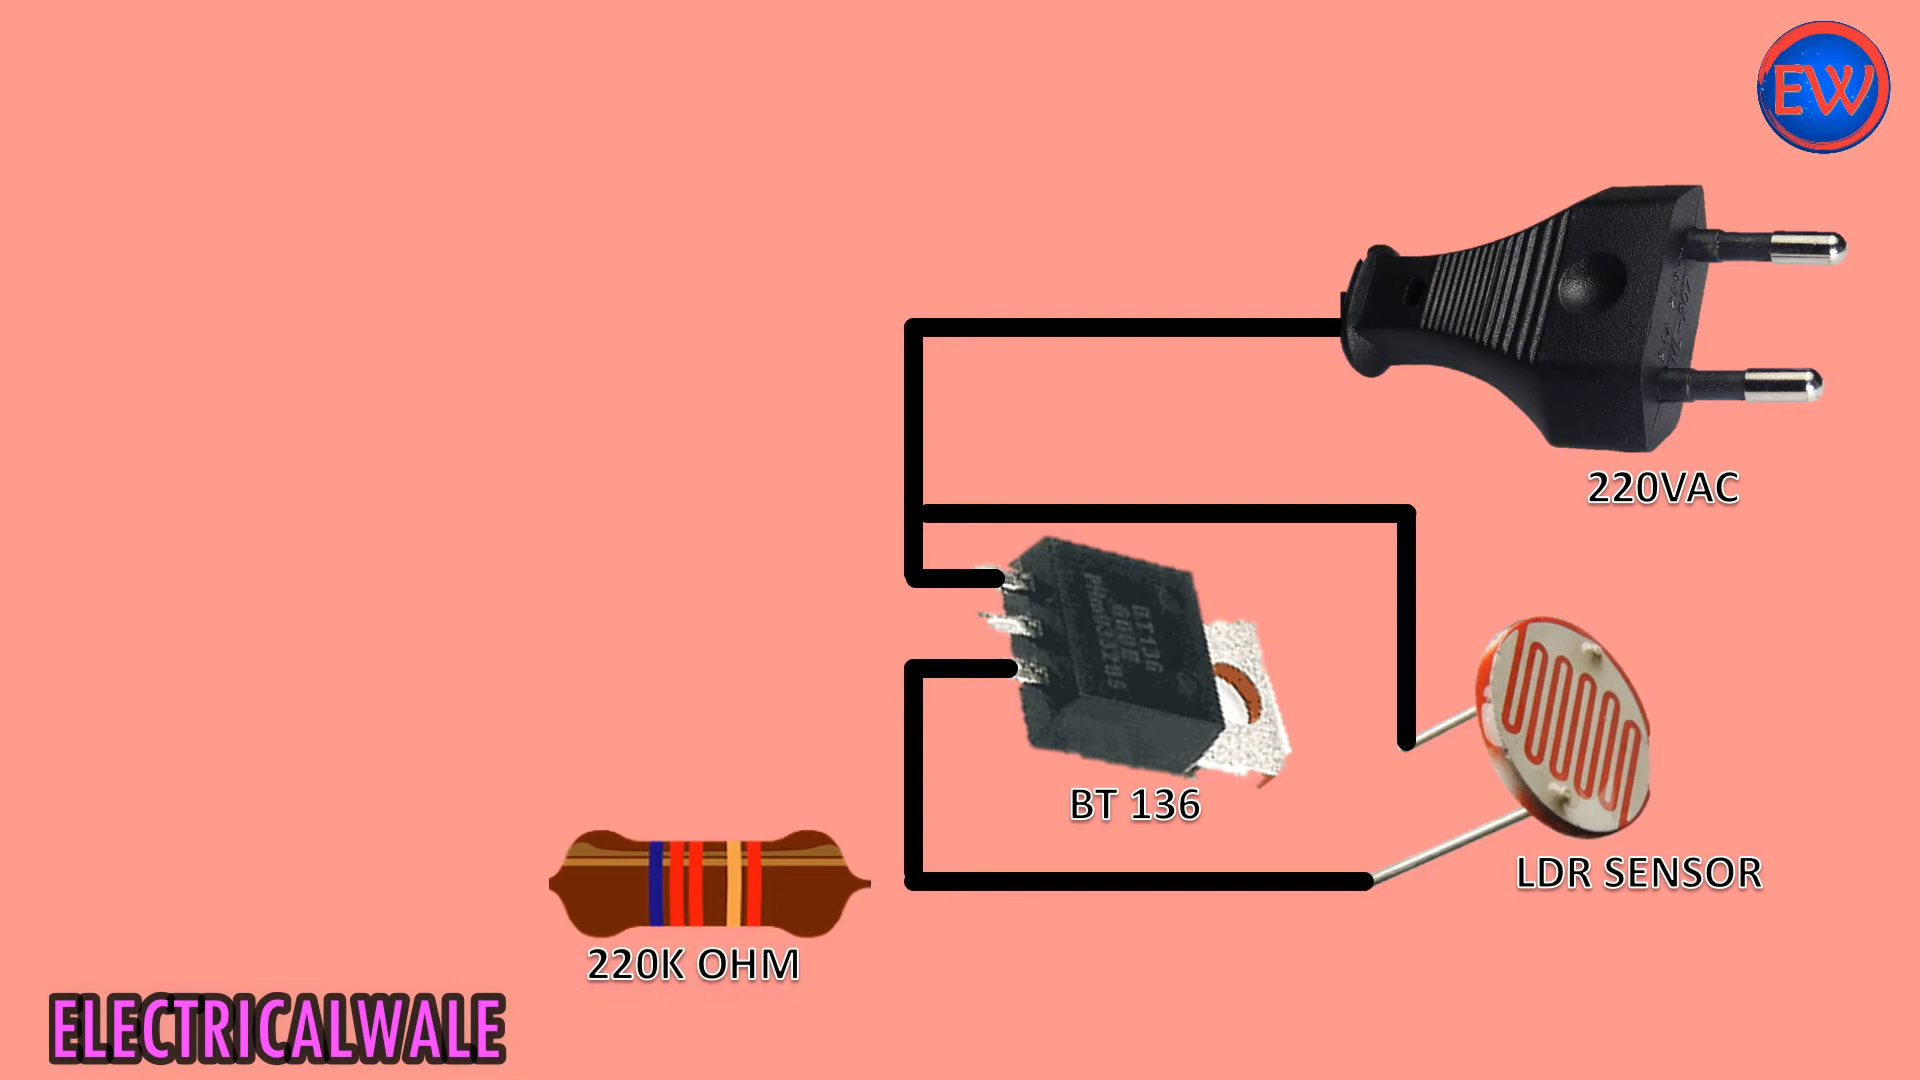 EW
220VAC
BT136
600E
BT 136
LDR SENSOR
220K OHM
ELECTRICALWALE